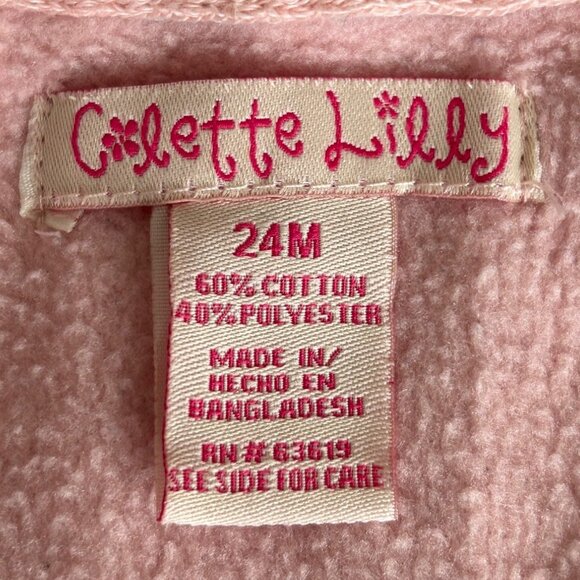 Colette Lilly
24M
60% COTTON
40% POLYESTER
MADE IN/
HECHO EN
BANGLADESH
RN# 63619
SEE SIDE FOR CARE